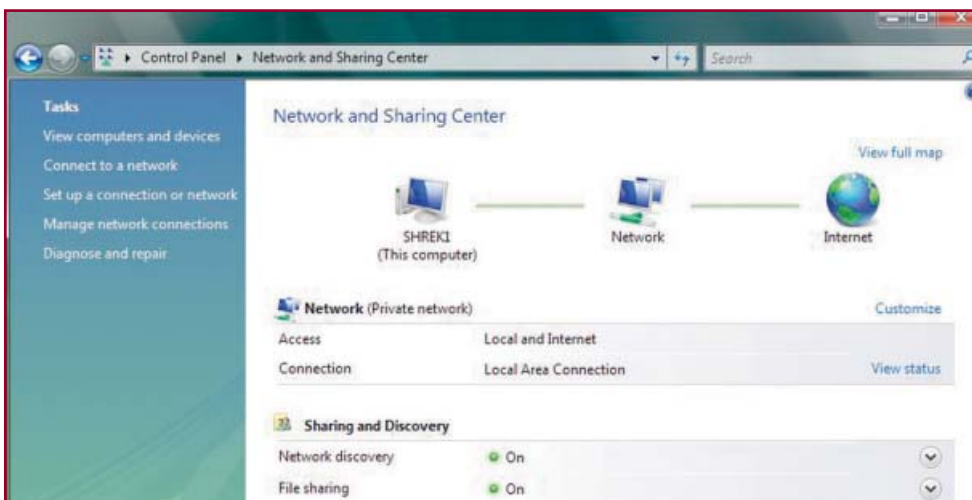 Control Panel ▸ Network and Sharing Center
Search
Tasks
View computers and devices
Connect to a network
Set up a connection or network
Manage network connections
Diagnose and repair
Network and Sharing Center
View full map
SHREKI
(This computer)
Network
Internet
Network (Private network)
Customize
Access Local and Internet
Connection Local Area Connection View status
Sharing and Discovery
Network discovery On
File sharing On